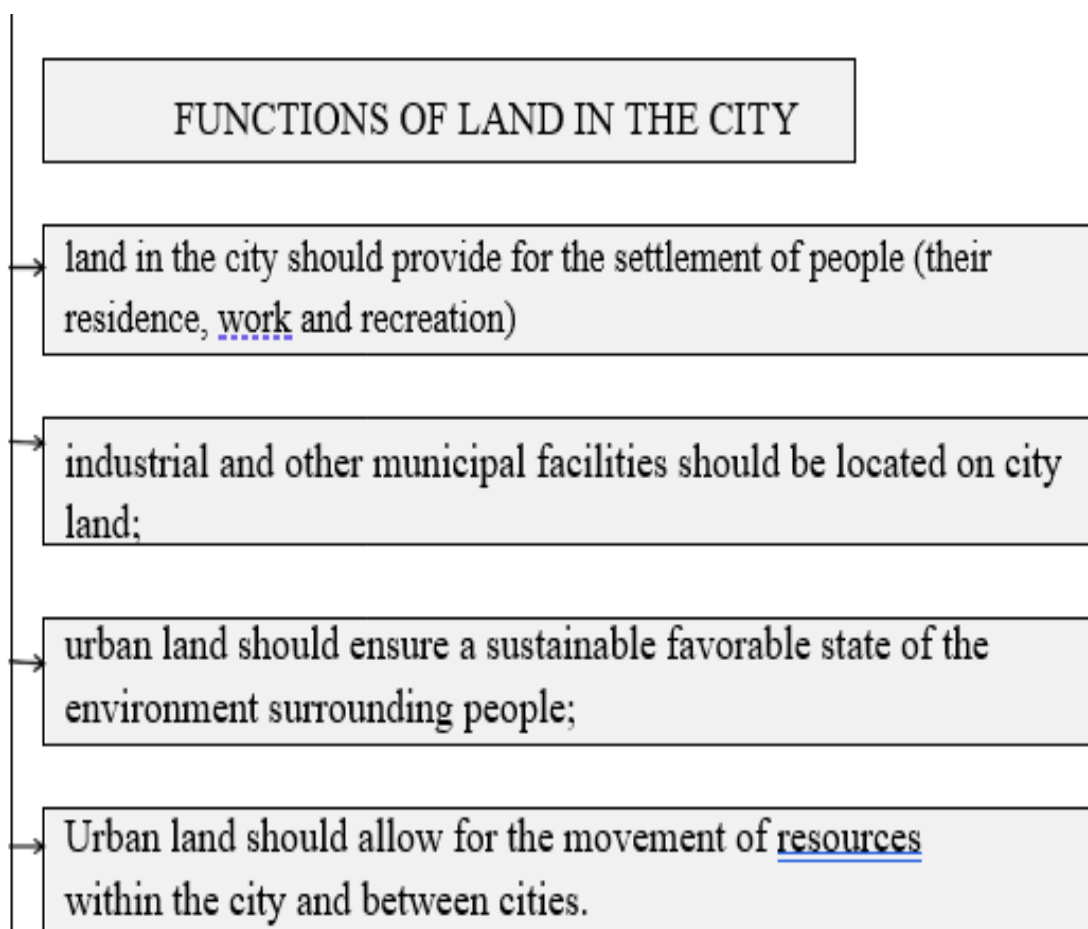 FUNCTIONS OF LAND IN THE CITY
land in the city should provide for the settlement of people (their
residence, work and recreation)
industrial and other municipal facilities should be located on city
land;
urban land should ensure a sustainable favorable state of the
environment surrounding people;
Urban land should allow for the movement of resources
within the city and between cities.